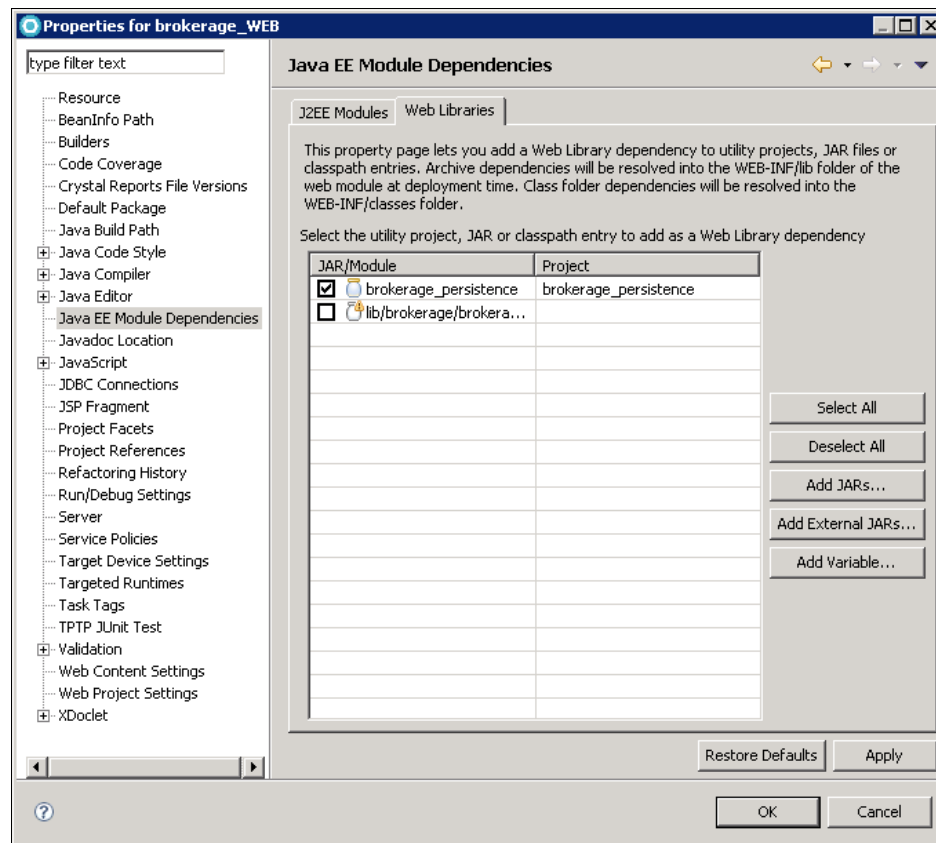 Properties for brokerage_WEB
type filter text
Resource
BeanInfo Path
Builders
Code Coverage
Crystal Reports File Versions
Default Package
Java Build Path
Java Code Style
Java Compiler
Java Editor
Java EE Module Dependencies
Javadoc Location
JavaScript
JDBC Connections
JSP Fragment
Project Facets
Project References
Refactoring History
Run/Debug Settings
Server
Service Policies
Target Device Settings
Targeted Runtimes
Task Tags
TPTP JUnit Test
Validation
Web Content Settings
Web Project Settings
XDoclet
Java EE Module Dependencies
J2EE Modules Web Libraries
This property page lets you add a Web Library dependency to utility projects, JAR files or
classpath entries. Archive dependencies will be resolved into the WEB-INF/lib folder of the
web module at deployment time. Class folder dependencies will be resolved into the
WEB-INF/classes folder.
Select the utility project, JAR or classpath entry to add as a Web Library dependency
JAR/Module Project
brokerage_persistence brokerage_persistence
lib/brokerage/brokera...
Select All
Deselect All
Add JARs...
Add External JARs...
Add Variable...
Restore Defaults Apply
OK Cancel